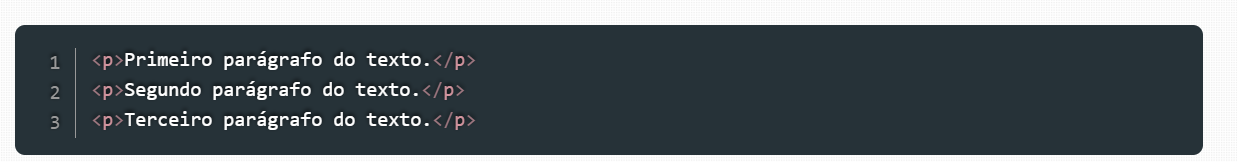 1 <p>Primeiro parágrafo do texto.</p>
2 <p>Segundo parágrafo do texto.</p>
3 <p>Terceiro parágrafo do texto.</p>